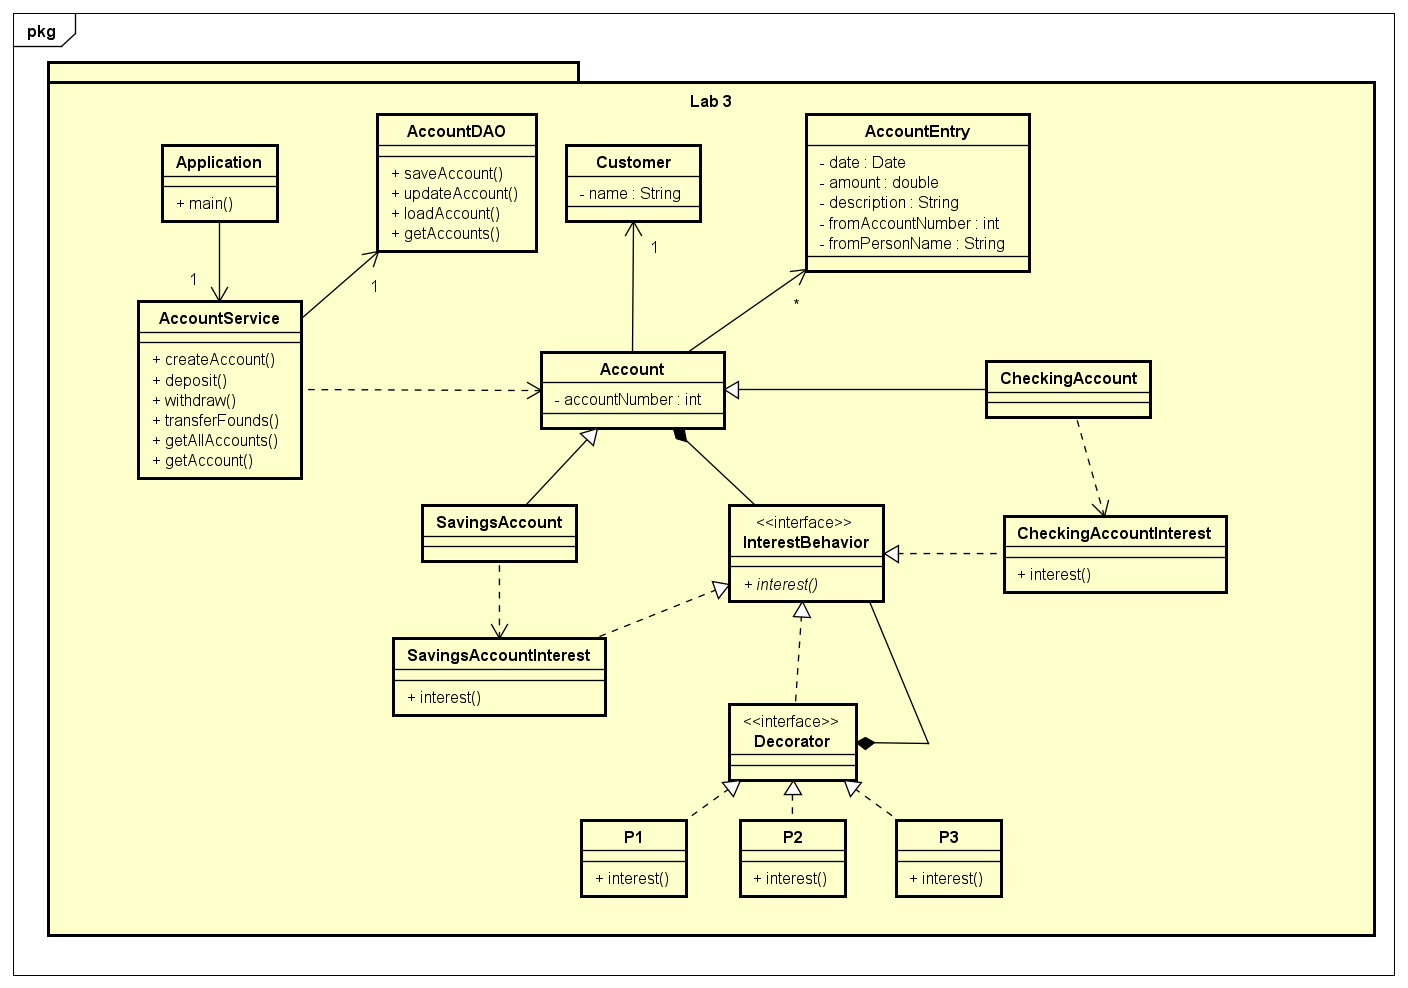 pkg
Lab 3
Application
+ main()
AccountDAO
+ saveAccount()
+ updateAccount()
+ loadAccount()
+ getAccounts()
Customer
- name : String
AccountEntry
- date : Date
- amount : double
- description : String
- fromAccountNumber : int
- fromPersonName : String
1
1
1
*
AccountService
+ createAccount()
+ deposit()
+ withdraw()
+ transferFounds()
+ getAllAccounts()
+ getAccount()
Account
- accountNumber : int
CheckingAccount
SavingsAccount
<<interface>>
InterestBehavior
+ interest()
CheckingAccountInterest
+ interest()
SavingsAccountInterest
+ interest()
<<interface>>
Decorator
P1
+ interest()
P2
+ interest()
P3
+ interest()